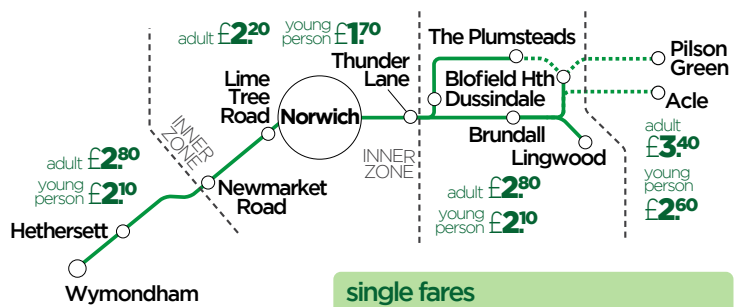 adult £2.20
young
person £1.70
The Plumsteads
Pilson
Green
Thunder
Lane
Lime
Tree
Road
Norwich
Blofield Hth
Dussindale
Acle
Brundall
Lingwood
INNER
ZONE
INNER
ZONE
adult £2.80
young
person £2.10
adult
£3.40
young
person
£2.60
adult £2.80
young
person £2.10
Newmarket
Road
Hethersett
Wymondham
single fares